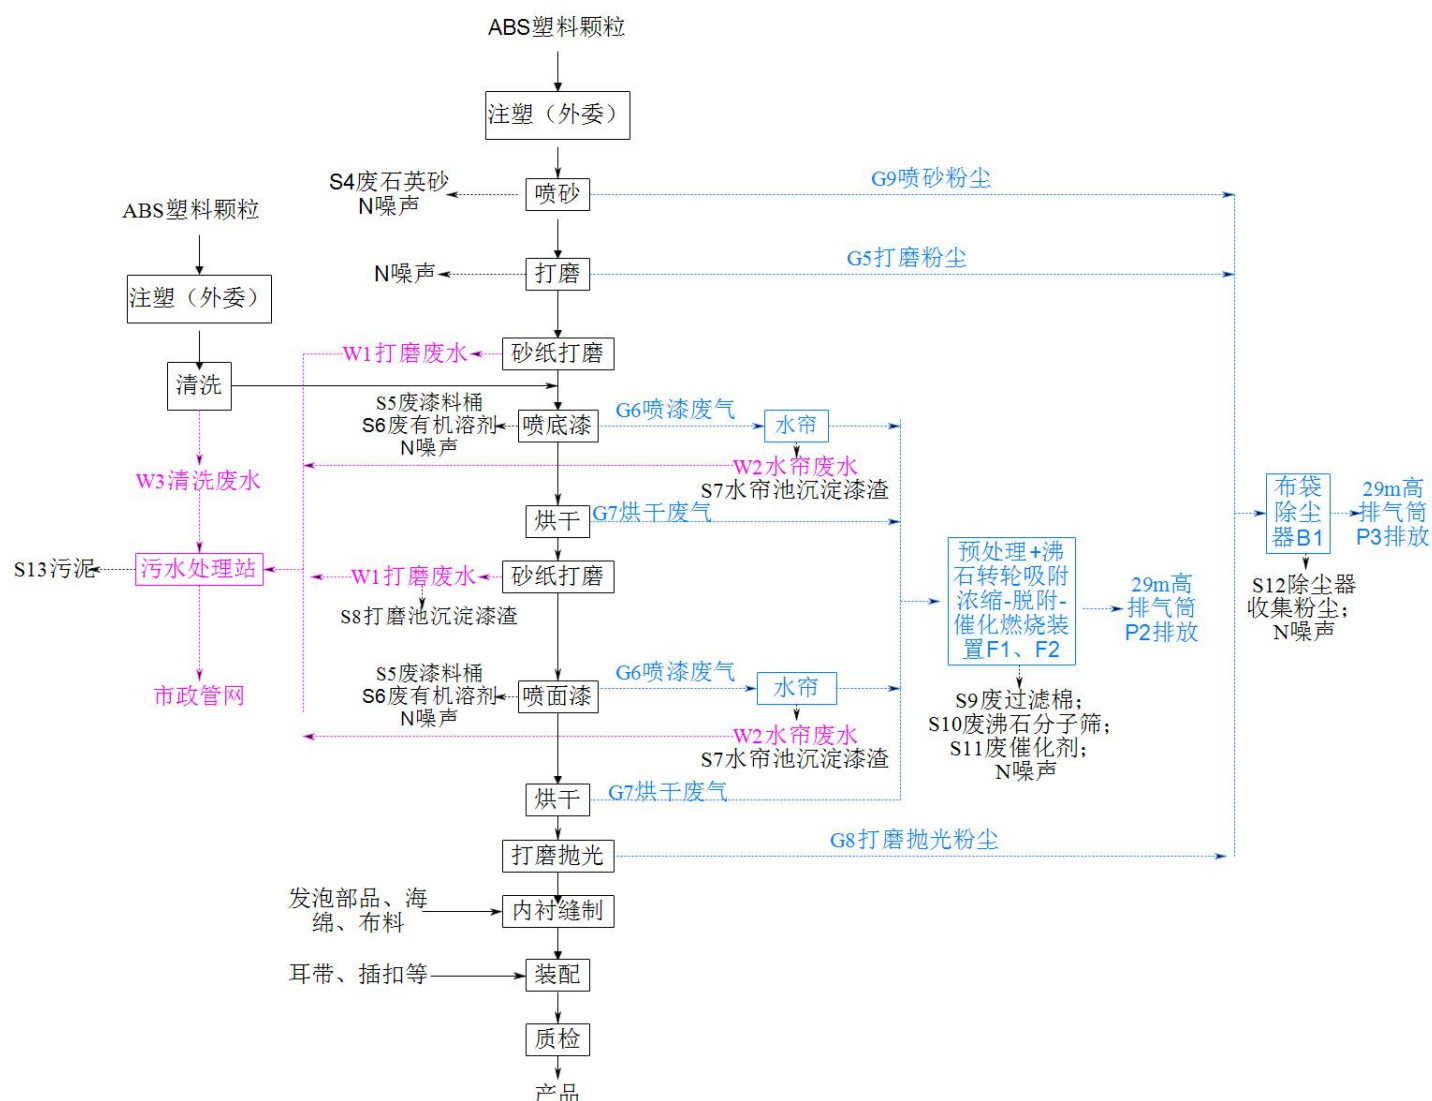 ABS塑料颗粒
注塑（外委）
S4废石英砂
N噪声
喷砂
G9喷砂粉尘
ABS塑料颗粒
N噪声
打磨
G5打磨粉尘
注塑（外委）
W1打磨废水
砂纸打磨
清洗
S5废漆料桶
S6废有机溶剂
N噪声
喷底漆
G6喷漆废气
水帘
W2水帘废水
S7水帘池沉淀漆渣
W3清洗废水
烘干
G7烘干废气
布袋
除尘
器B1
29m高
排气筒
P3排放
S13污泥
污水处理站
W1打磨废水
砂纸打磨
S8打磨池沉淀漆渣
预处理+沸
石转轮吸附
浓缩-脱附-
催化燃烧装
置F1、F2
29m高
排气筒
P2排放
S12除尘器
收集粉尘；
N噪声
市政管网
S5废漆料桶
S6废有机溶剂
N噪声
喷面漆
G6喷漆废气
水帘
W2水帘废水
S7水帘池沉淀漆渣
S9废过滤棉；
S10废沸石分子筛；
S11废催化剂；
N噪声
烘干
G7烘干废气
打磨抛光
G8打磨抛光粉尘
发泡部品、海
绵、布料
内衬缝制
耳带、插扣等
装配
质检
产品